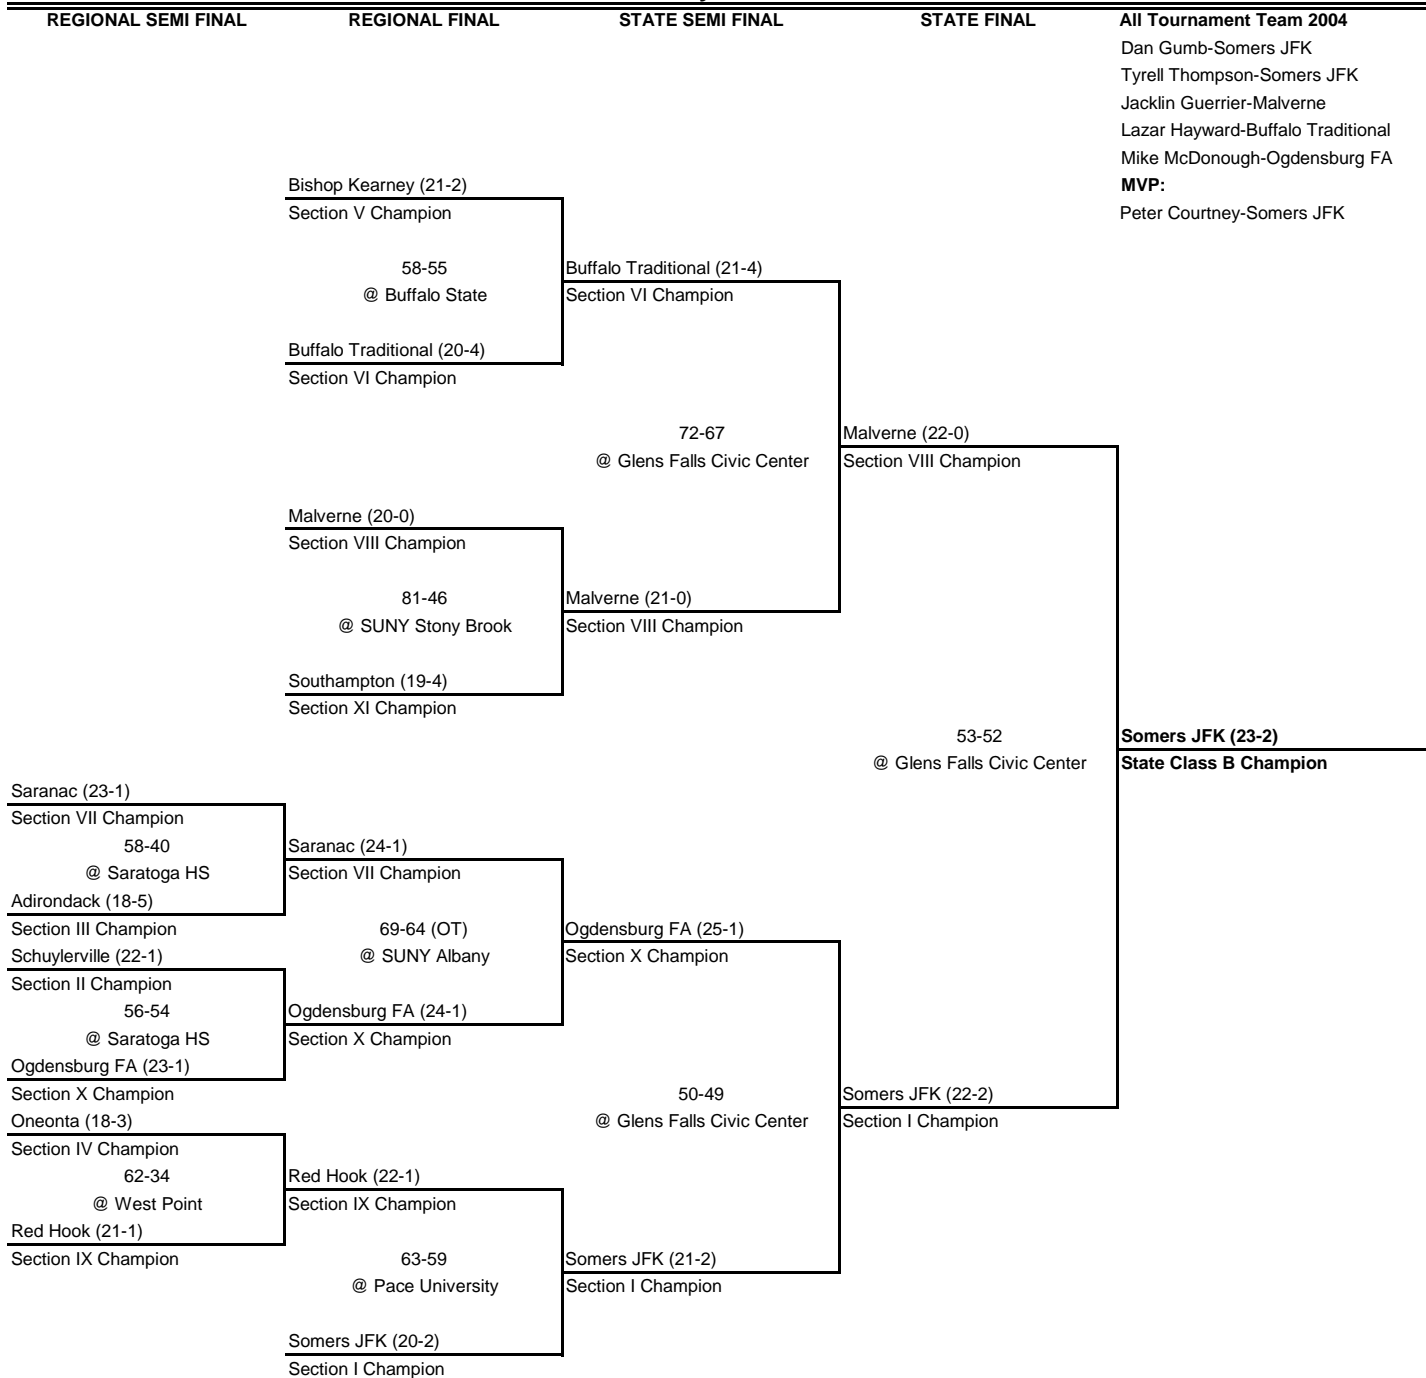 REGIONAL SEMI FINAL REGIONAL FINAL STATE SEMI FINAL STATE FINAL All Tournament Team 2004
Dan Gumb-Somers JFK
Tyrell Thompson-Somers JFK
Jacklin Guerrier-Malverne
Lazar Hayward-Buffalo Traditional
Mike McDonough-Ogdensburg FA
Bishop Kearney (21-2) MVP:
Section V Champion Peter Courtney-Somers JFK
58-55 Buffalo Traditional (21-4)
@ Buffalo State Section VI Champion
Buffalo Traditional (20-4)
Section VI Champion
72-67 Malverne (22-0)
@ Glens Falls Civic Center Section VIII Champion
Malverne (20-0)
Section VIII Champion
81-46 Malverne (21-0)
@ SUNY Stony Brook Section VIII Champion
Southampton (19-4)
Section XI Champion
53-52 Somers JFK (23-2)
@ Glens Falls Civic Center State Class B Champion
Saranac (23-1)
Section VII Champion
58-40 Saranac (24-1)
@ Saratoga HS Section VII Champion
Adirondack (18-5)
Section III Champion 69-64 (OT) Ogdensburg FA (25-1)
Schuylerville (22-1) @ SUNY Albany Section X Champion
Section II Champion
56-54 Ogdensburg FA (24-1)
@ Saratoga HS Section X Champion
Ogdensburg FA (23-1)
Section X Champion 50-49 Somers JFK (22-2)
Oneonta (18-3) @ Glens Falls Civic Center Section I Champion
Section IV Champion
62-34 Red Hook (22-1)
@ West Point Section IX Champion
Red Hook (21-1)
Section IX Champion 63-59 Somers JFK (21-2)
@ Pace University Section I Champion
Somers JFK (20-2)
Section I Champion